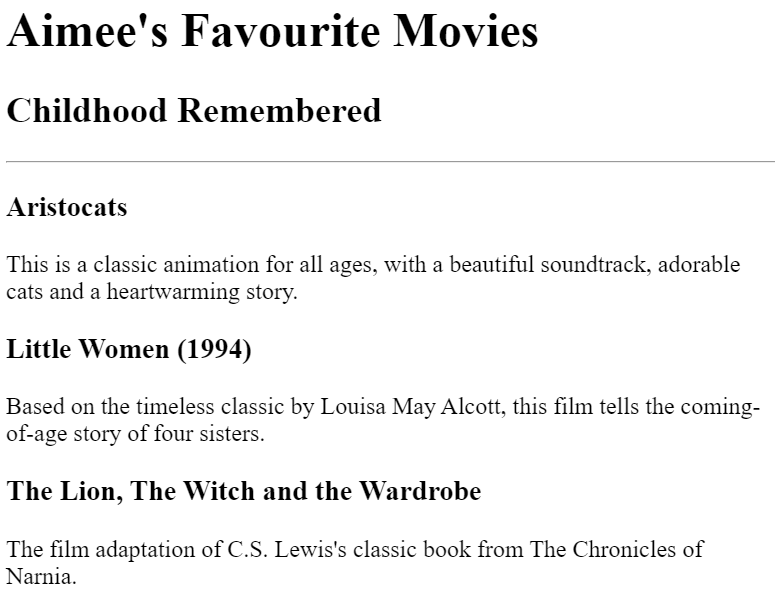 Aimee's Favourite Movies
Childhood Remembered
Aristocats
This is a classic animation for all ages, with a beautiful soundtrack, adorable
cats and a heartwarming story.
Little Women (1994)
Based on the timeless classic by Louisa May Alcott, this film tells the coming-
of-age story of four sisters.
The Lion, The Witch and the Wardrobe
The film adaptation of C.S. Lewis's classic book from The Chronicles of
Narnia.